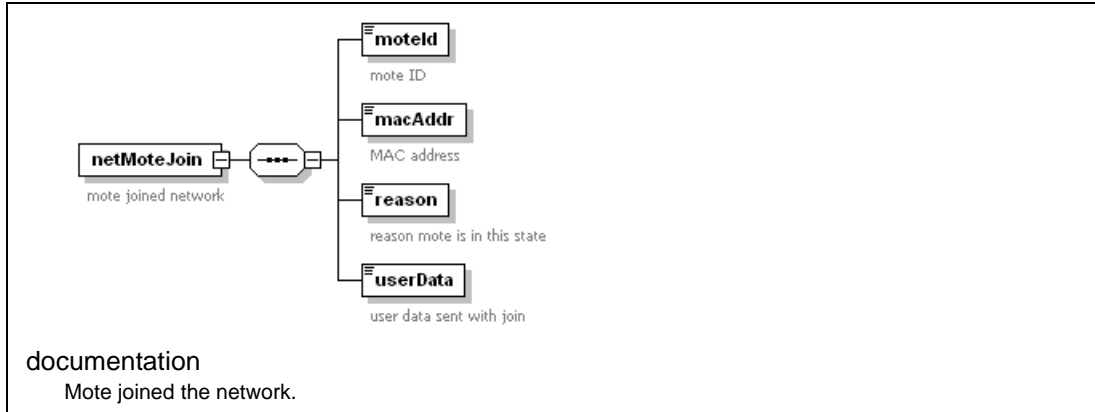 moteId
mote ID
macAddr
MAC address
netMoteJoin
mote joined network
reason
reason mote is in this state
userData
user data sent with join
documentation
Mote joined the network.